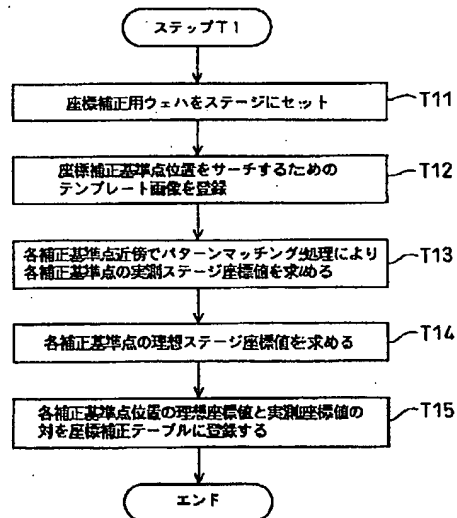 ステップT1
座標補正用ウェハをステージにセット
T11
座標補正基準点位置をサーチするための
テンプレート画像を登録
T12
各補正基準点近傍でパターンマッチング処理により
各補正基準点の実測ステージ座標値を求める
T13
各補正基準点の理想ステージ座標値を求める
T14
各補正基準点位置の理想座標値と実測座標値の
対を座標補正テーブルに登録する
T15
エンド